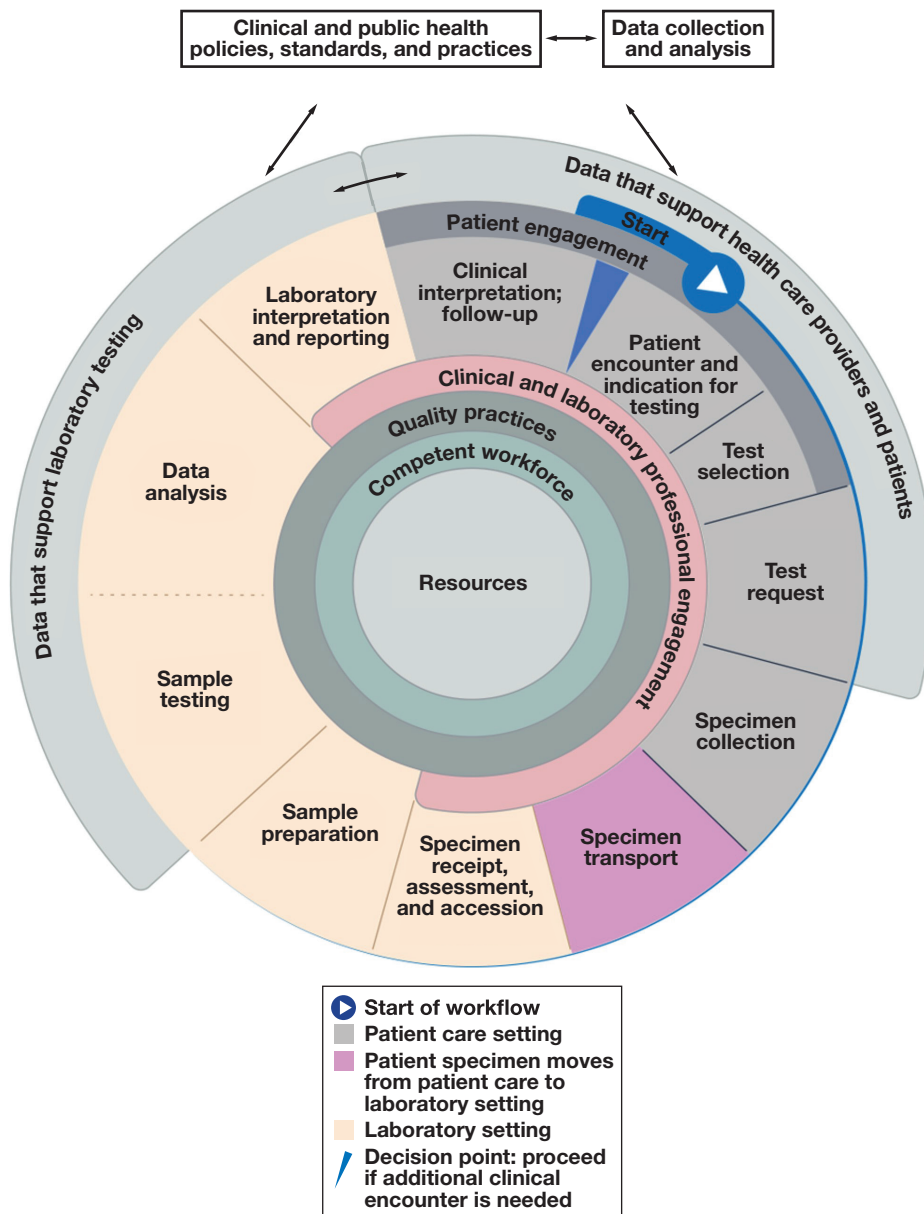 Clinical and public health
policies, standards, and practices
Data collection
and analysis
Data that support health care providers and patients
Start
Patient engagement
Clinical
interpretation;
follow-up
Laboratory
interpretation
and reporting
Patient
encounter and
indication for
testing
Clinical and laboratory professional engagement
Quality practices
Competent workforce
Resources
Test
selection
Test
request
Specimen
collection
Specimen
transport
Specimen
receipt,
assessment,
and accession
Sample
preparation
Sample
testing
Data
analysis
Data that support laboratory testing
Start of workflow
Patient care setting
Patient specimen moves
from patient care to
laboratory setting
Laboratory setting
Decision point: proceed
if additional clinical
encounter is needed